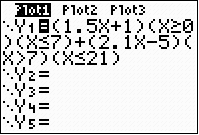 Plot1 Plot2 Plot3
\Y₁=(1.5X+1)(X≥0
)(X≤7)+(2.1X-5)(
X>7)(X≤21)
\Y₂=
\Y₃=
\Y₄=
\Y₅=